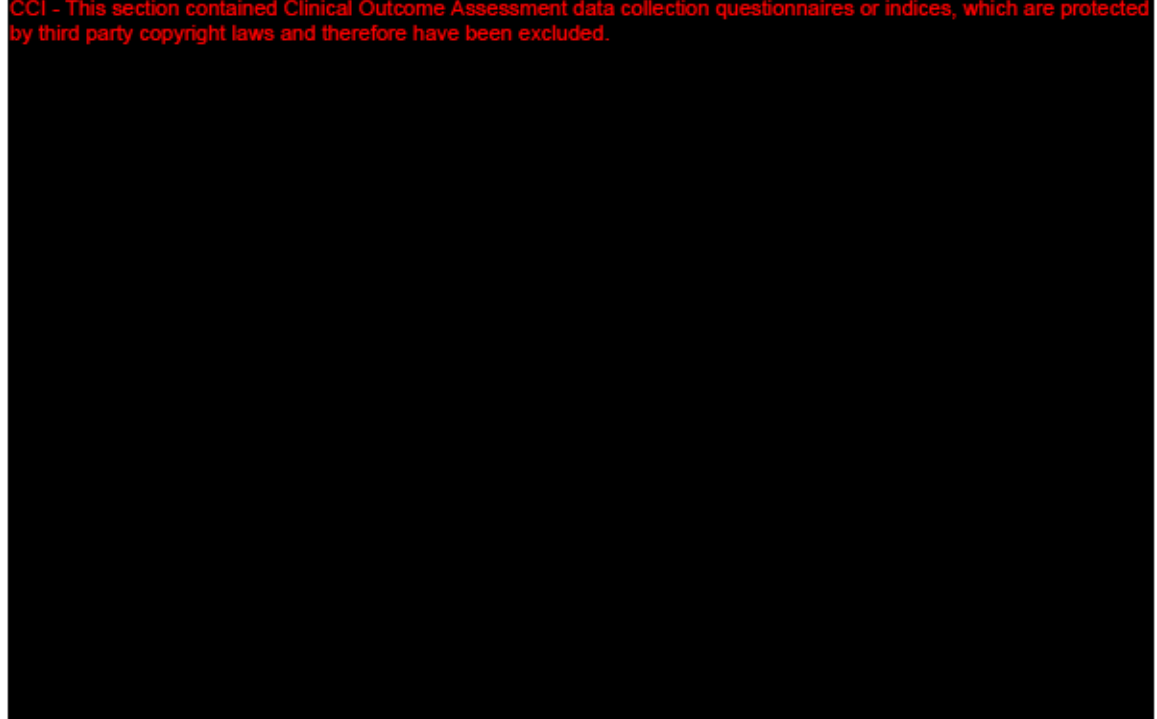 CCI - This section contained Clinical Outcome Assessment data collection questionnaires or indices, which are protected
by third party copyright laws and therefore have been excluded.